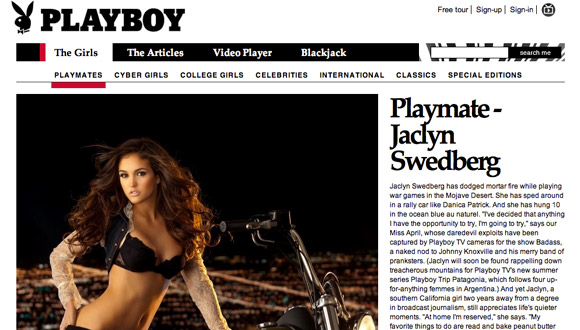 PLAYBOY
Free tour | Sign-up | Sign-in |
The Girls The Articles Video Player Blackjack
search me
PLAYMATES CYBER GIRLS COLLEGE GIRLS CELEBRITIES INTERNATIONAL CLASSICS SPECIAL EDITIONS
Playmate -
Jaclyn
Swedberg
Jaclyn Swedberg has dodged mortar fire while playing
war games in the Mojave Desert. She has sped around
in a rally car like Danica Patrick. And she has hung 10
in the ocean blue au naturel. "I've decided that anything
I have the opportunity to try, I'm going to try," says our
Miss April, whose daredevil exploits have been
captured by Playboy TV cameras for the show Badass,
a naked nod to Johnny Knoxville and his merry band of
pranksters. (Jaclyn will soon be found rappelling down
treacherous mountains for Playboy TV's new summer
series Playboy Trip Patagonia, which follows four up-
for-anything femmes in Argentina.) And yet Jaclyn, a
southern California girl two years away from a degree
in broadcast journalism, still appreciates life's quieter
moments. "At home I'm reserved," she says. "My
favorite things to do are read and bake peanut butter